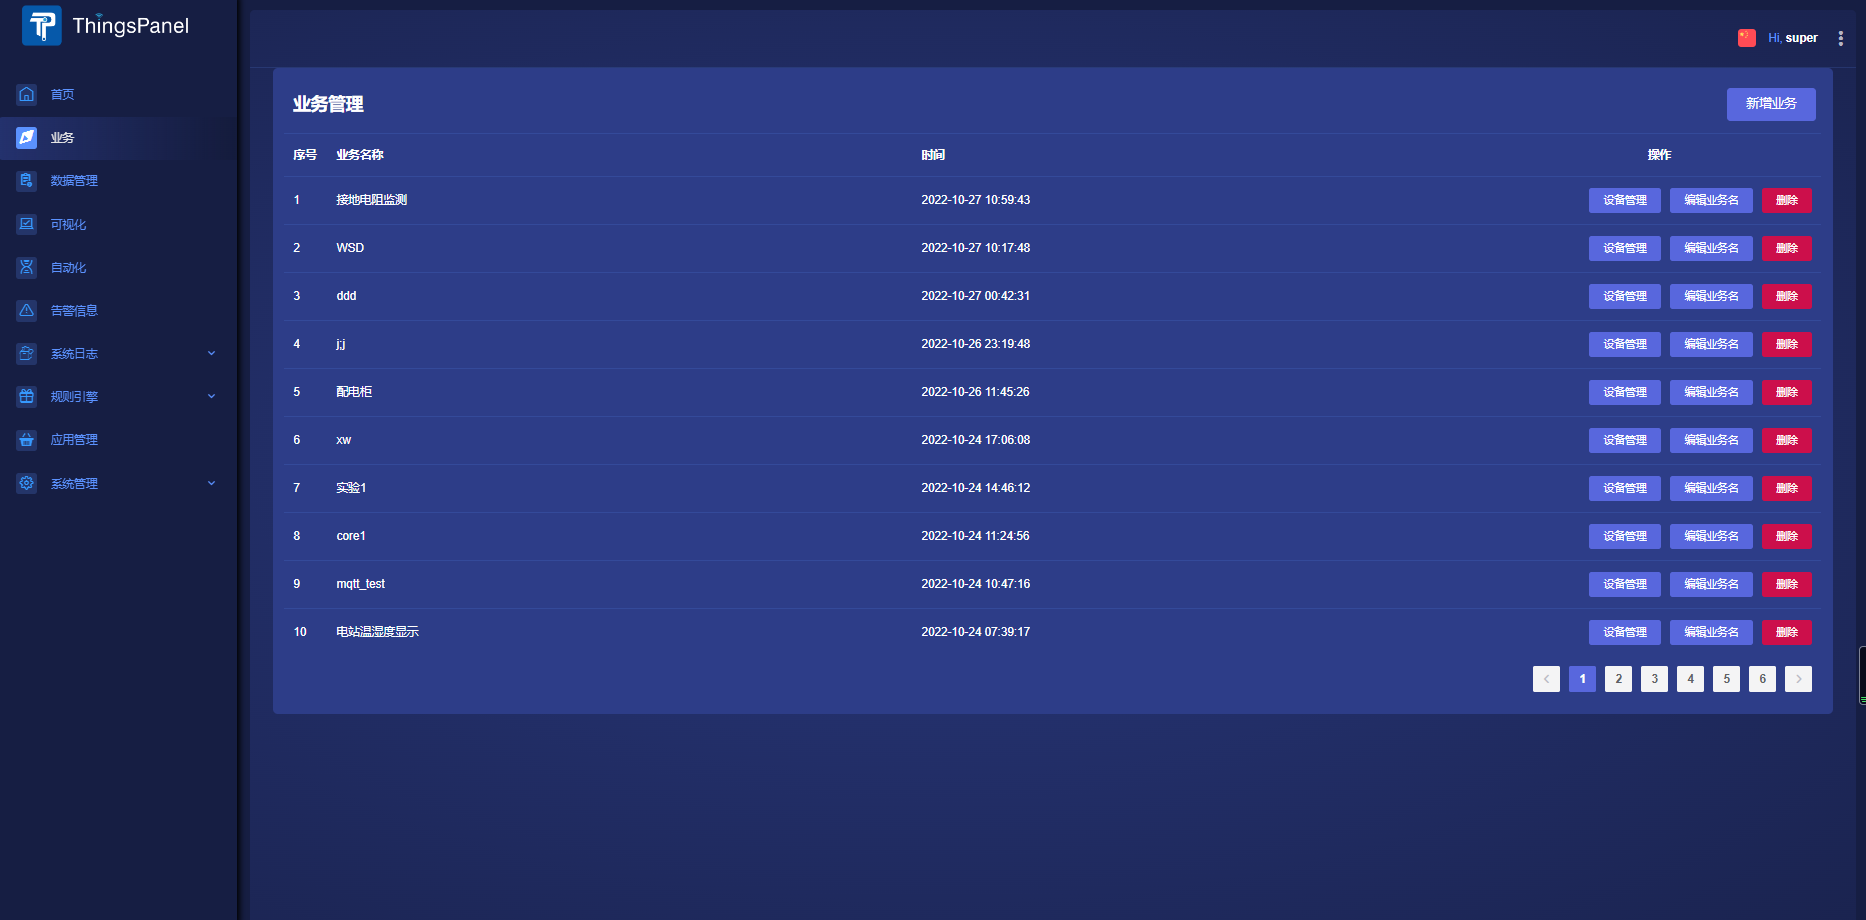 ThingsPanel
Hi, super
首页
业务
数据管理
可视化
自动化
告警信息
系统日志
规则引擎
应用管理
系统管理
业务管理
新增业务
序号 业务名称 时间 操作
1 接地电阻监测 2022-10-27 10:59:43 设备管理 编辑业务名 删除
2 WSD 2022-10-27 10:17:48 设备管理 编辑业务名 删除
3 ddd 2022-10-27 00:42:31 设备管理 编辑业务名 删除
4 j;j 2022-10-26 23:19:48 设备管理 编辑业务名 删除
5 配电柜 2022-10-26 11:45:26 设备管理 编辑业务名 删除
6 xw 2022-10-24 17:06:08 设备管理 编辑业务名 删除
7 实验1 2022-10-24 14:46:12 设备管理 编辑业务名 删除
8 core1 2022-10-24 11:24:56 设备管理 编辑业务名 删除
9 mqtt_test 2022-10-24 10:47:16 设备管理 编辑业务名 删除
10 电站温湿度显示 2022-10-24 07:39:17 设备管理 编辑业务名 删除
1 2 3 4 5 6